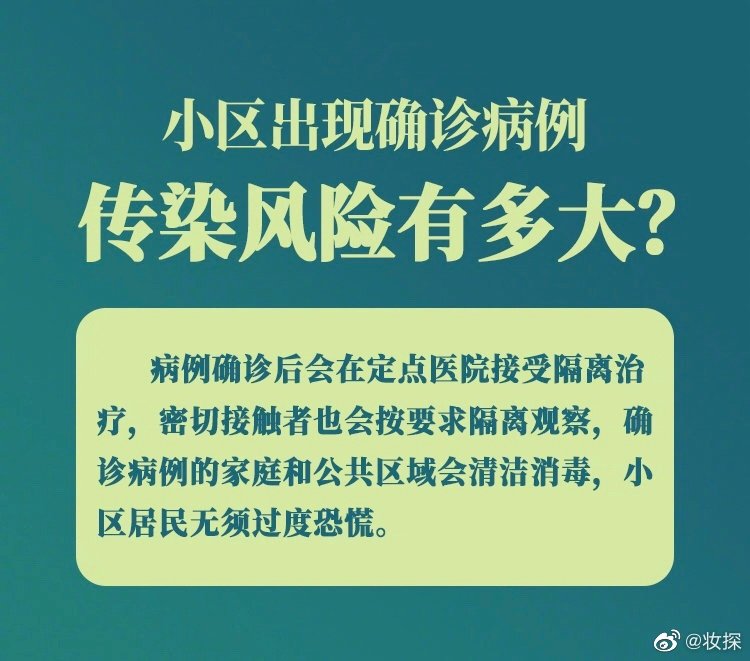 小区出现确诊病例
传染风险有多大?
病例确诊后会在定点医院接受隔离治
疗，密切接触者也会按要求隔离观察，确
诊病例的家庭和公共区域会清洁消毒，小
区居民无须过度恐慌。
@妆探